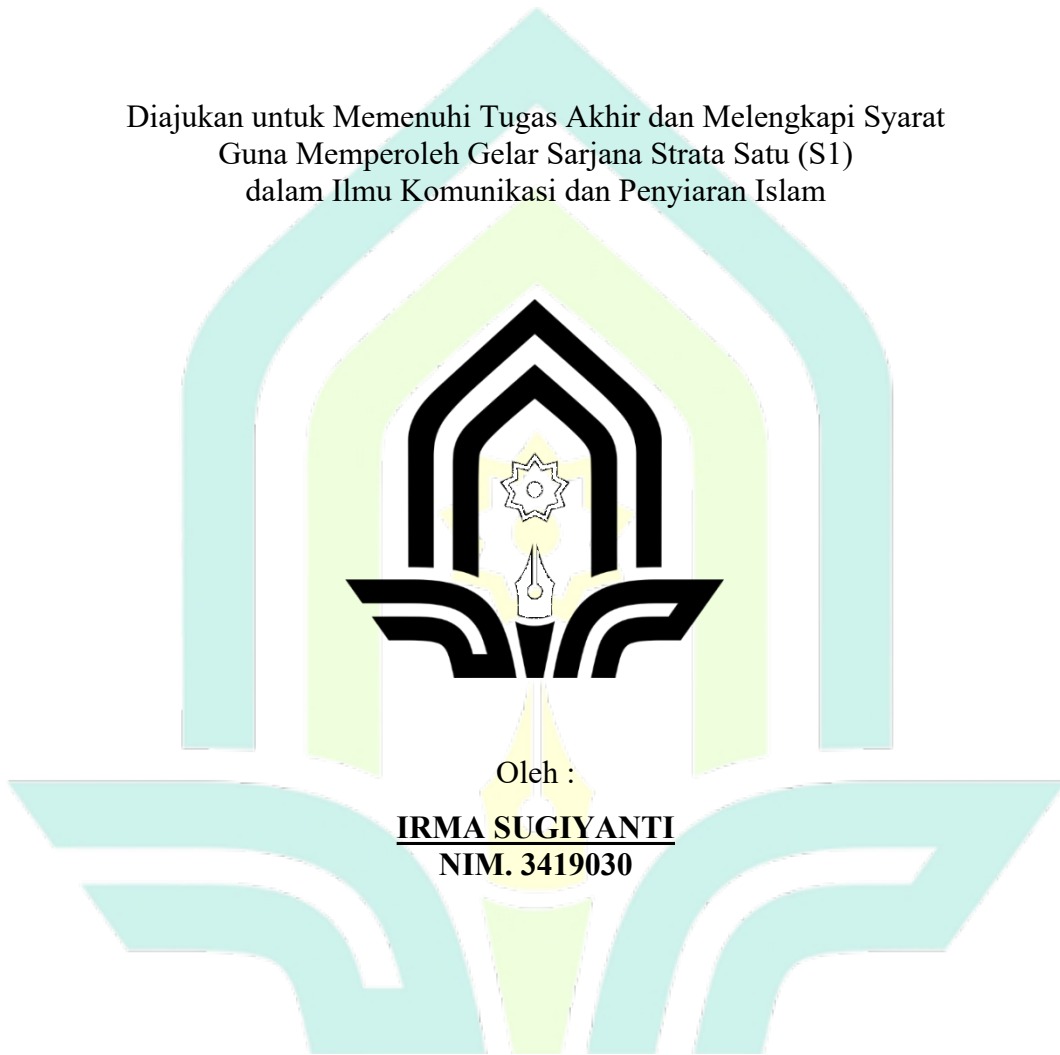 Diajukan untuk Memenuhi Tugas Akhir dan Melengkapi Syarat
Guna Memperoleh Gelar Sarjana Strata Satu (S1)
dalam Ilmu Komunikasi dan Penyiaran Islam
Oleh :
IRMA SUGIYANTI
NIM. 3419030